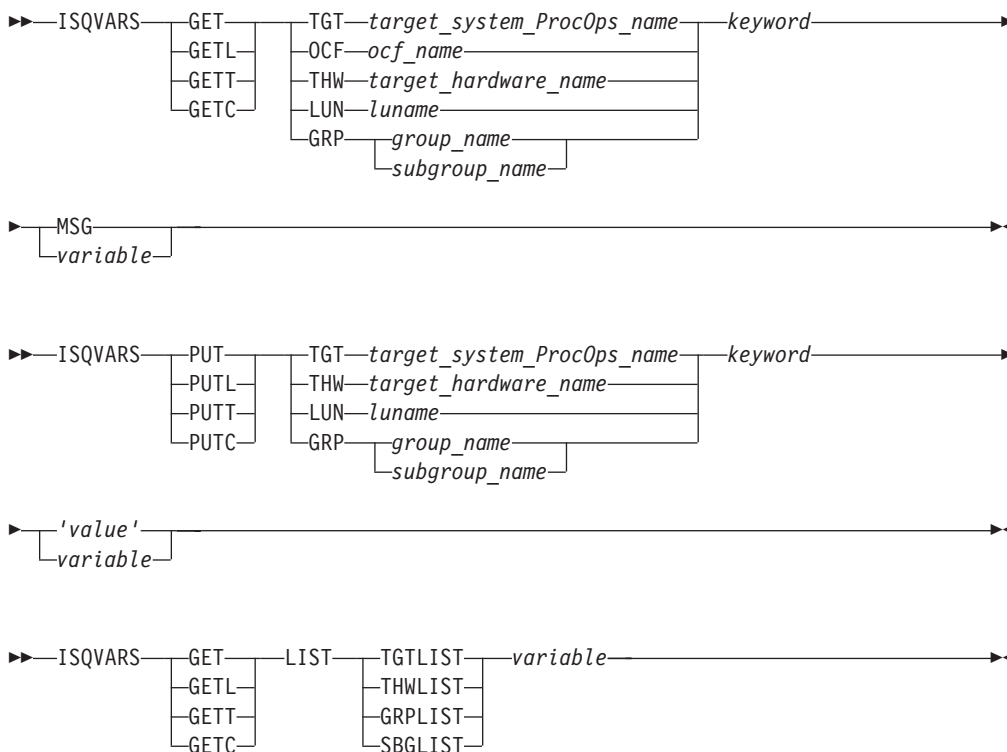 ISQVARS GET TGT target_system_ProcOps_name keyword
GETL OCF ocf_name
GETT THW target_hardware_name
GETC LUN luname
GRP group_name
subgroup_name
MSG
variable
ISQVARS PUT TGT target_system_ProcOps_name keyword
PUTL THW target_hardware_name
PUTT LUN luname
PUTC GRP group_name
subgroup_name
'value'
variable
ISQVARS GET LIST TGTLIST variable
GETL THWLIST
GETT GRPLIST
GETC SBGLIST